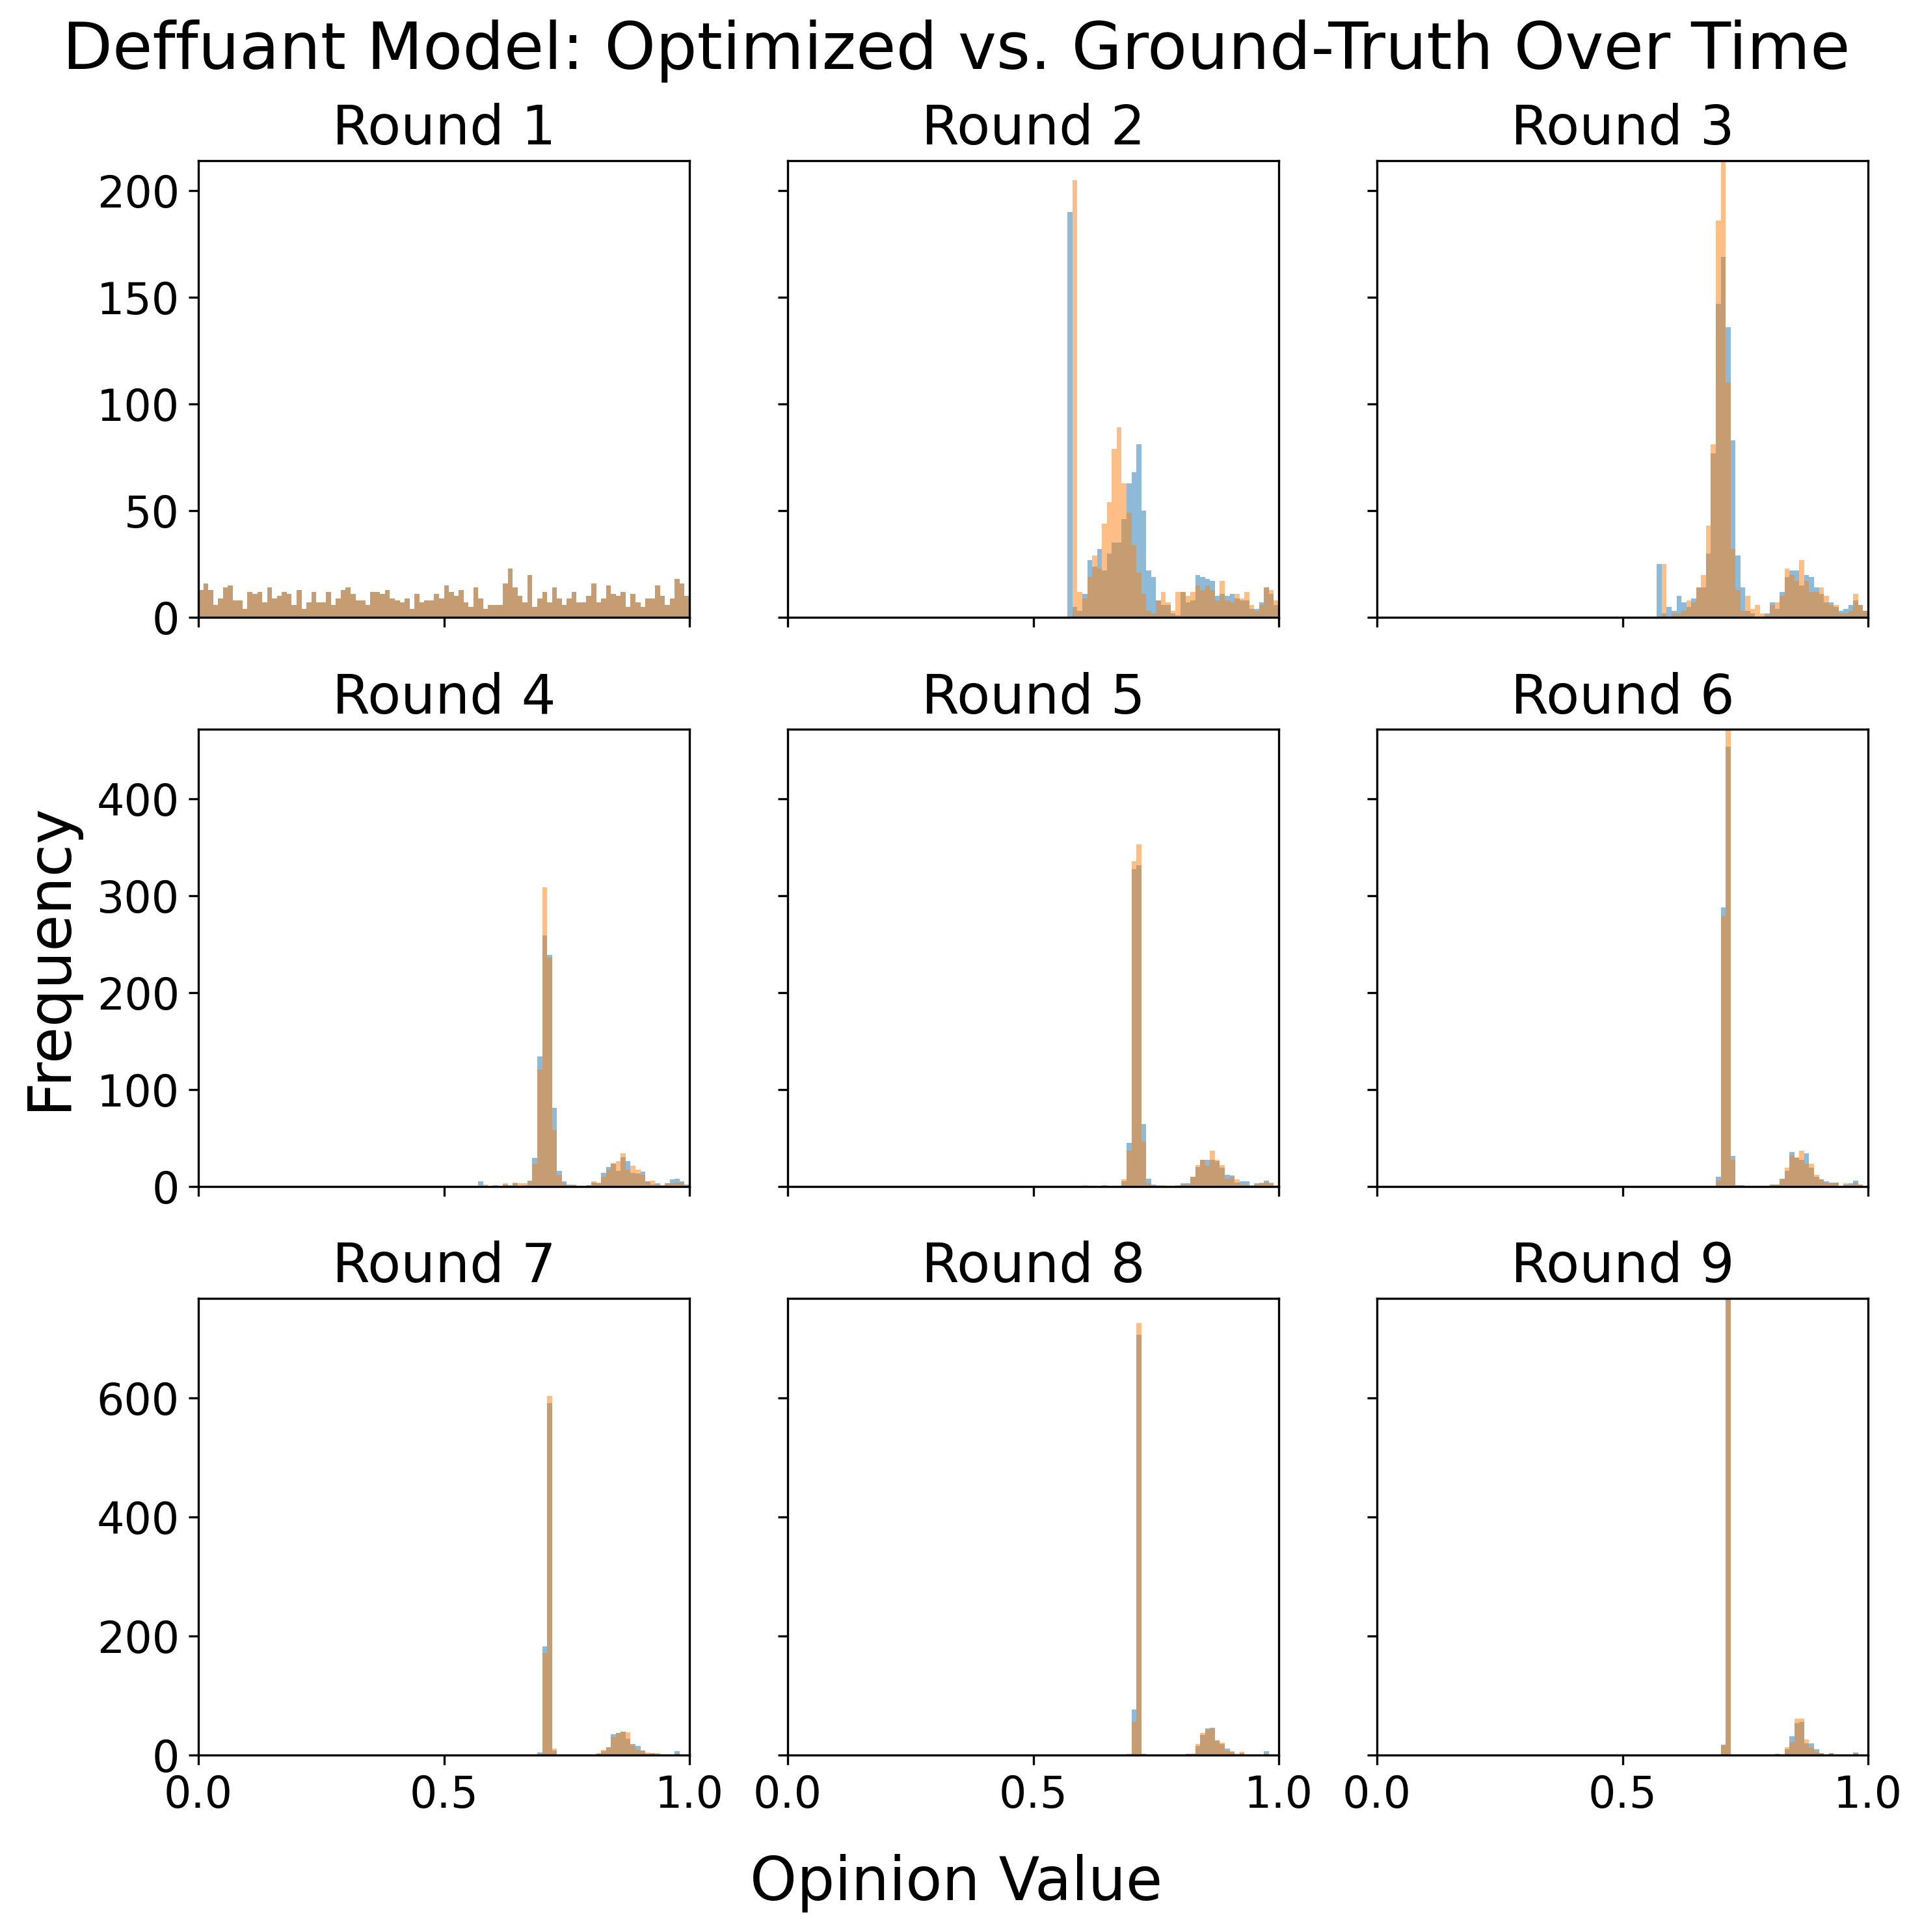 Deffuant Model: Optimized vs. Ground-Truth Over Time
Round 1
Round 2
Round 3
200
150
100
50
0
Round 4
Round 5
Round 6
400
300
200
100
0
Frequency
Round 7
Round 8
Round 9
600
400
200
0
0.0 0.5 1.0 0.0 0.5 1.0 0.0 0.5 1.0
Opinion Value